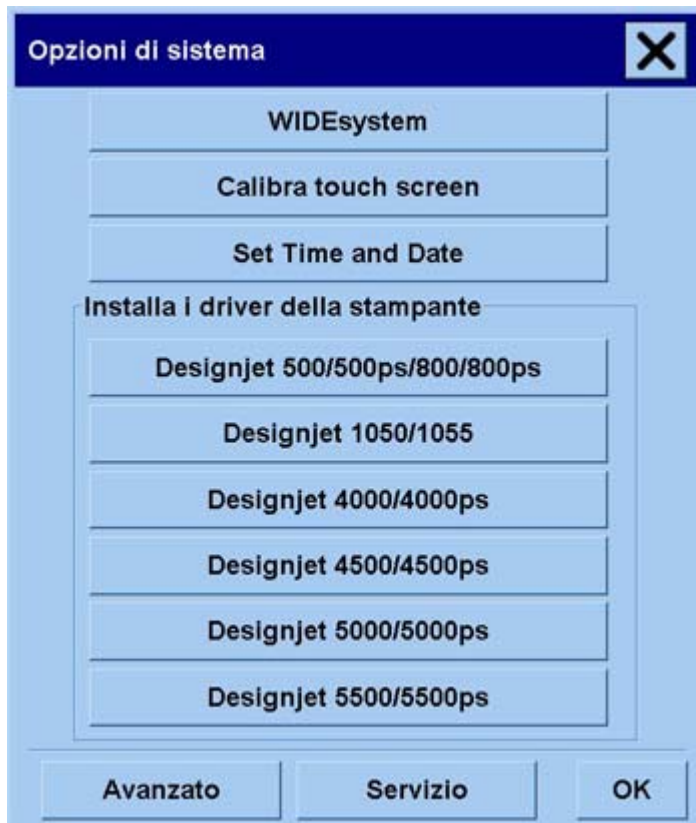 Opzioni di sistema
WIDEsystem
Calibra touch screen
Set Time and Date
Installa i driver della stampante
Designjet 500/500ps/800/800ps
Designjet 1050/1055
Designjet 4000/4000ps
Designjet 4500/4500ps
Designjet 5000/5000ps
Designjet 5500/5500ps
Avanzato Servizio OK